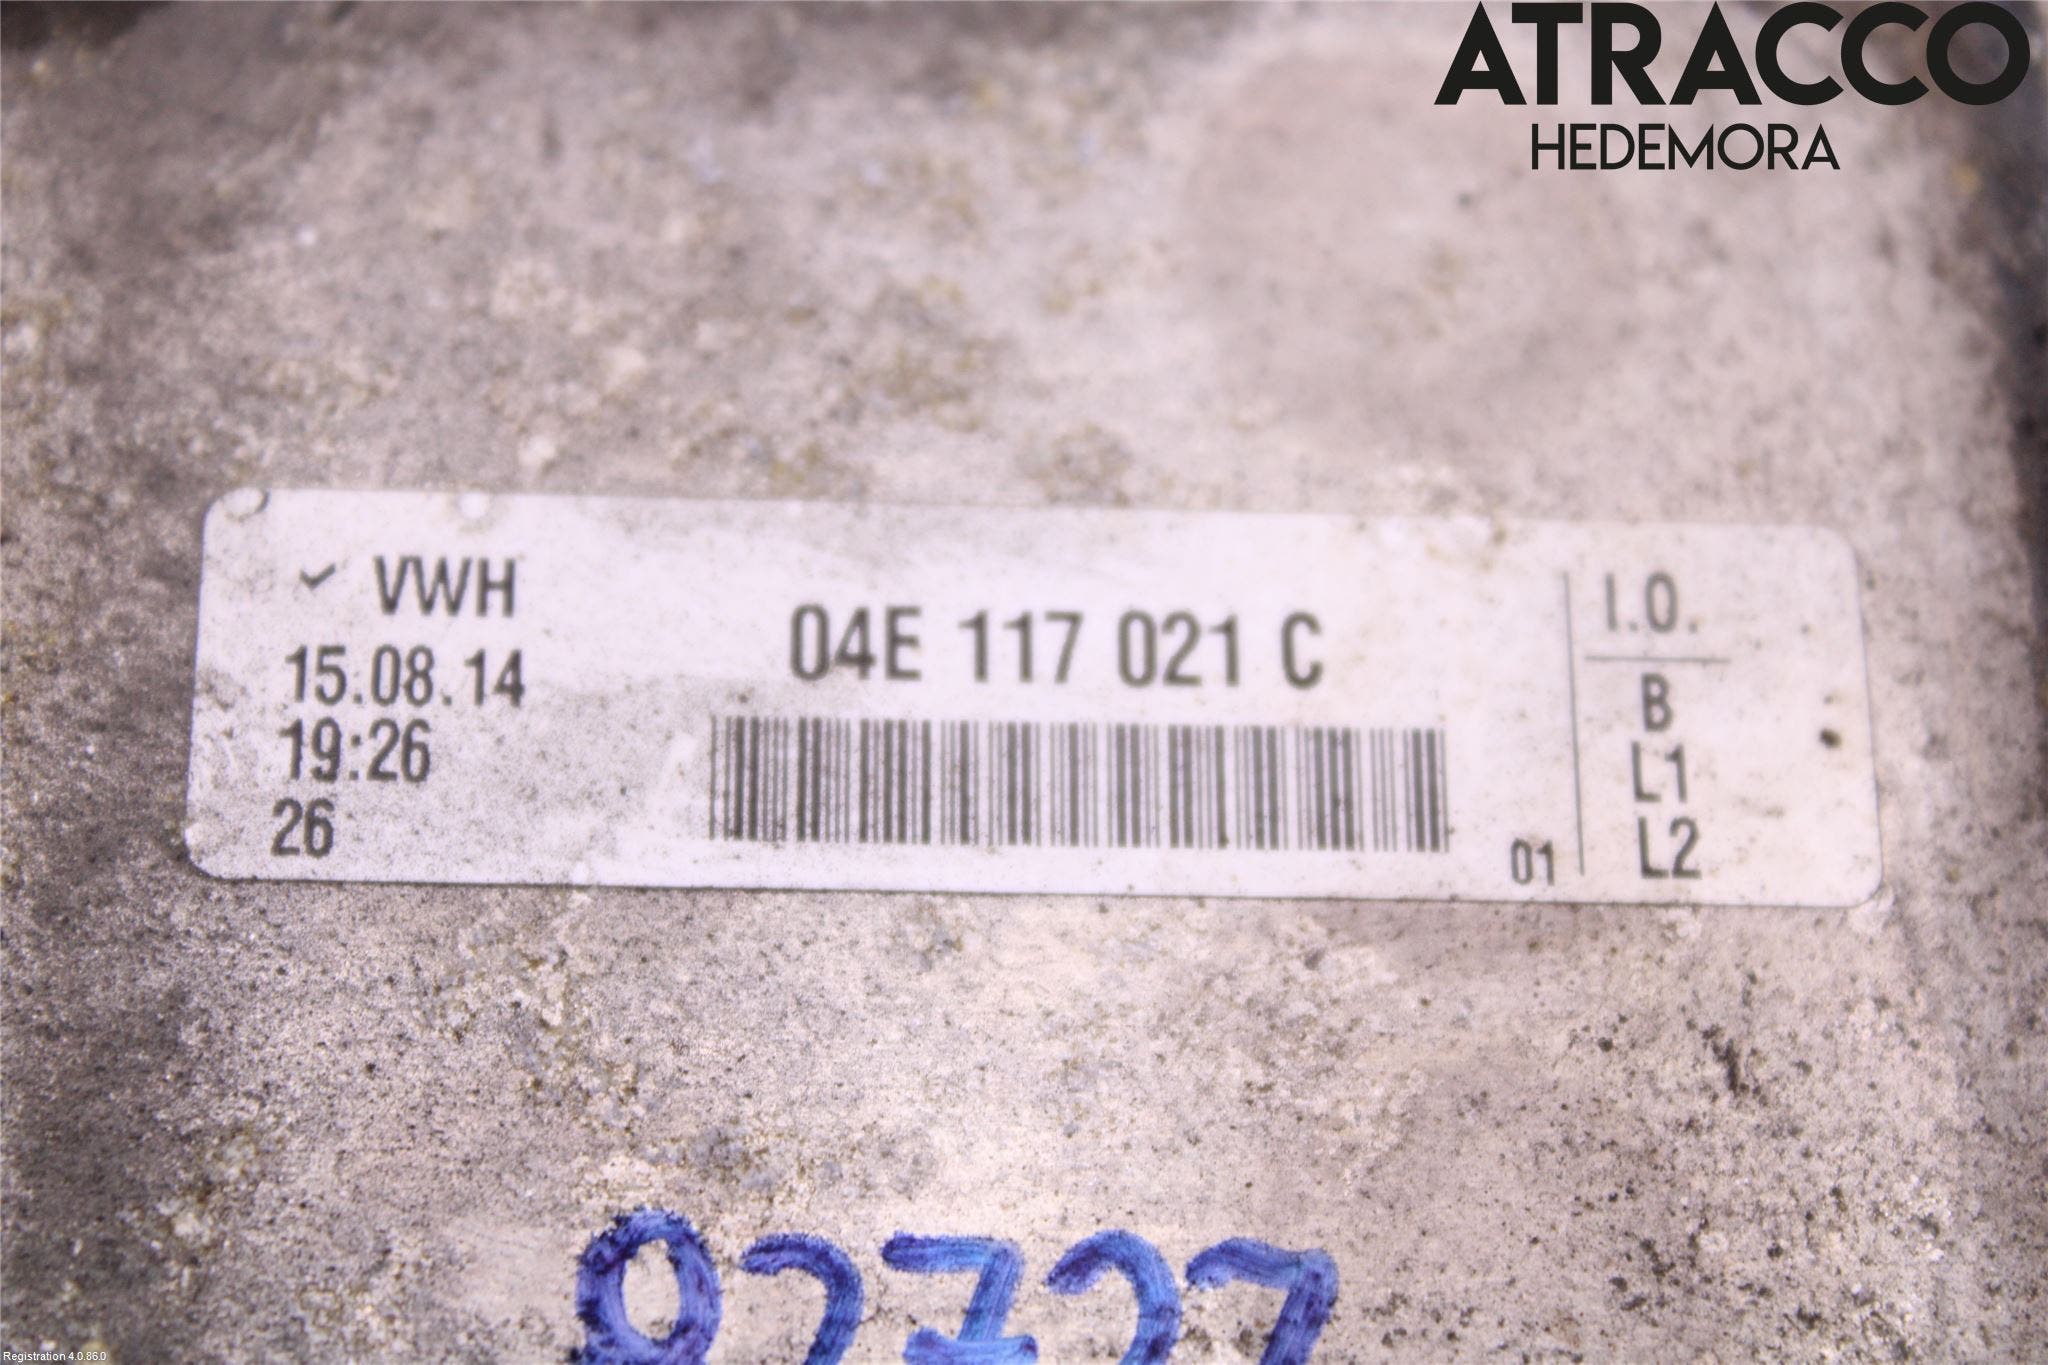 ATRACCO
HEDEMORA
VWH
15.08.14
19:26
26
04E 117 021 C
01
I.O.
B
L1
L2
Registration 4.0.86.0